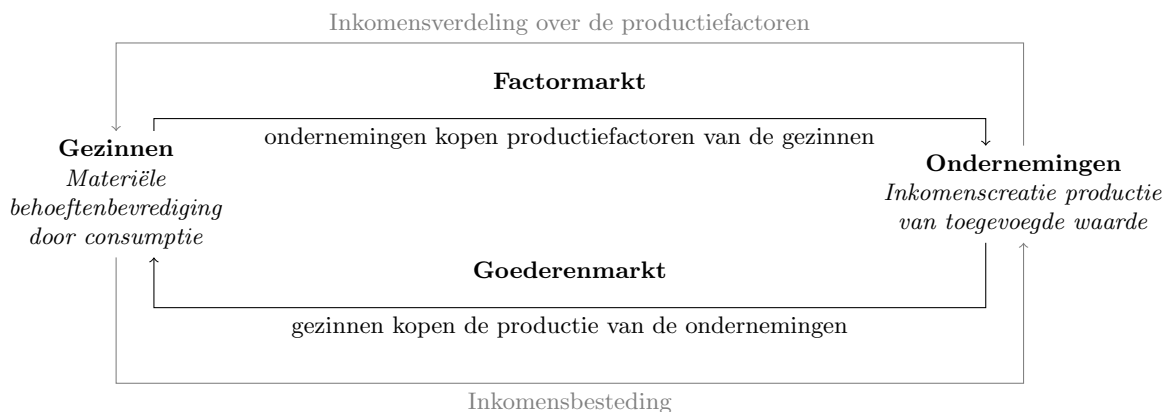 Inkomensverdeling over de productiefactoren
Factormarkt
ondernemingen kopen productiefactoren van de gezinnen
Gezinnen
Materiële
behoeftenbevrediging
door consumptie
Ondernemingen
Inkomenscreatie productie
van toegevoegde waarde
Goederenmarkt
gezinnen kopen de productie van de ondernemingen
Inkomensbesteding